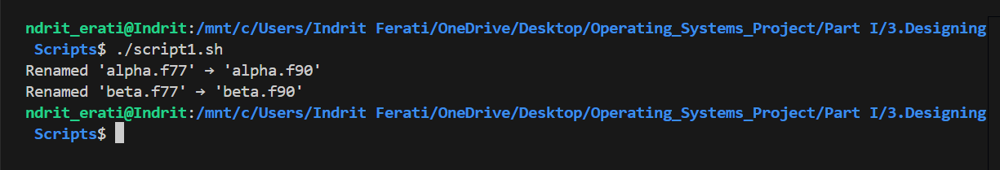 ndrit_erati@Indrit:/mnt/c/Users/Indrit Ferati/OneDrive/Desktop/Operating_Systems_Project/Part I/3.Designing
Scripts$ ./script1.sh
Renamed 'alpha.f77' → 'alpha.f90'
Renamed 'beta.f77' → 'beta.f90'
ndrit_erati@Indrit:/mnt/c/Users/Indrit Ferati/OneDrive/Desktop/Operating_Systems_Project/Part I/3.Designing
Scripts$